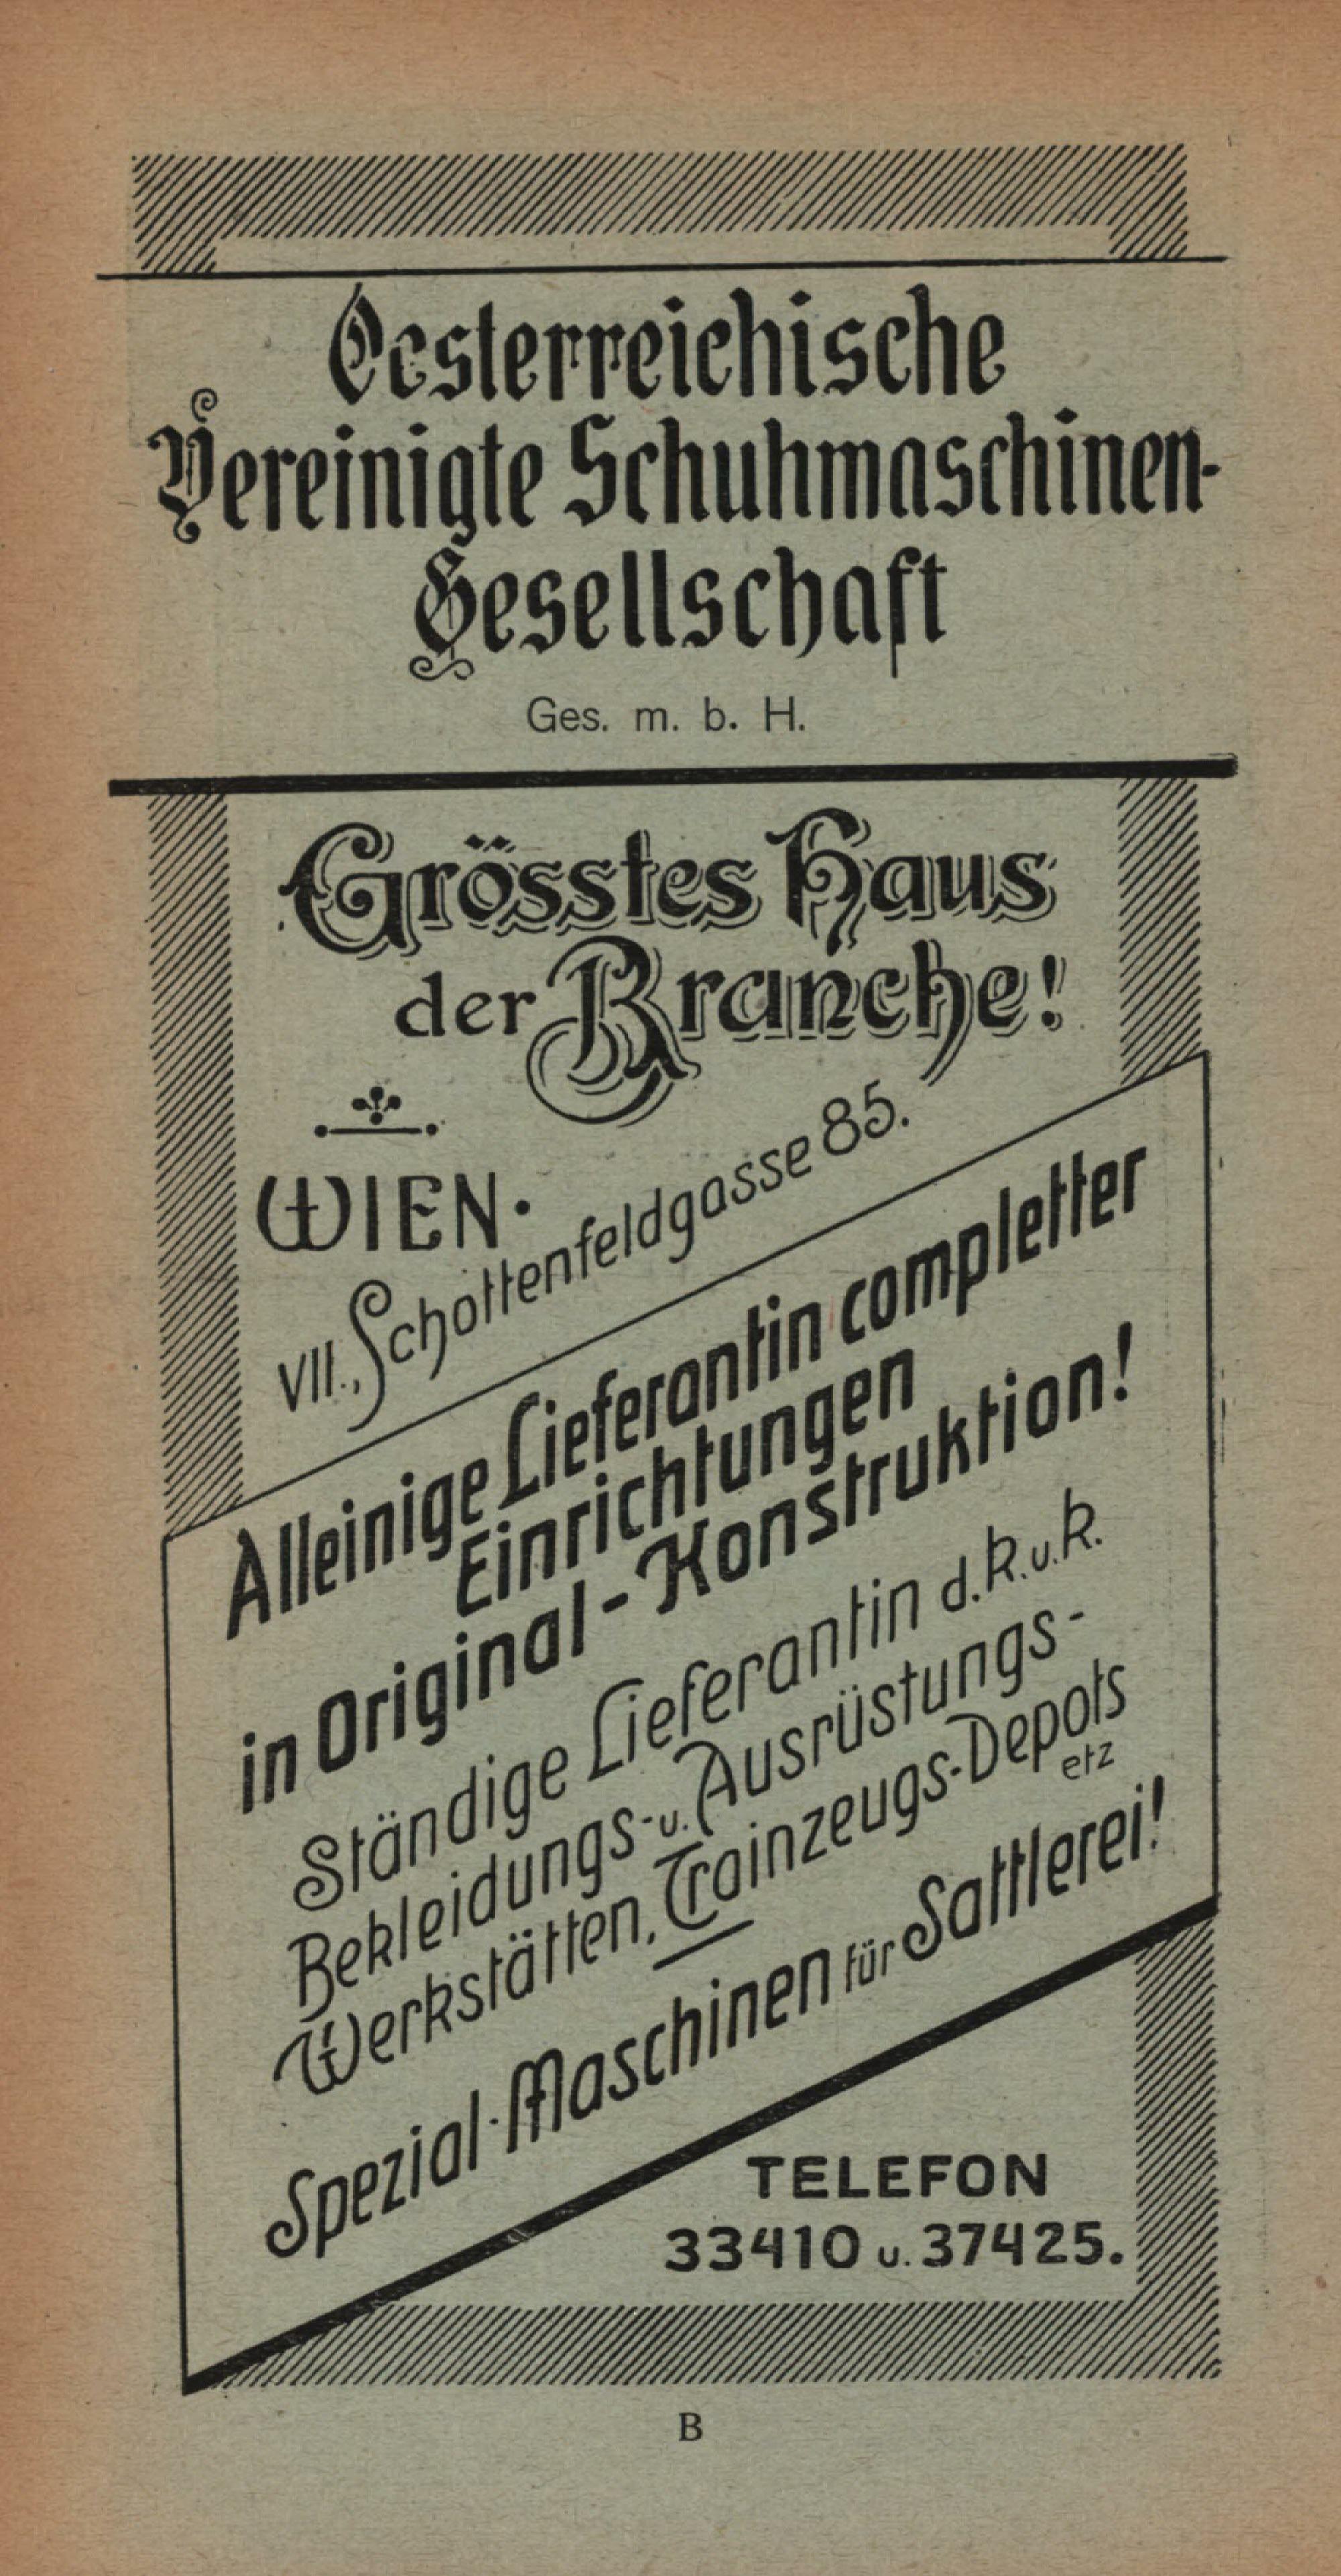 Oesterreichische
Vereinigte Schuhmaschinen-
Gesellschaft
Ges. m. b. H.
Grösstes Haus
der Branche!
WIEN.
VII., Schottenfeldgasse 85.
Alleinige Lieferantin completter
Einrichtungen
in Original-Konstruktion!
Ständige Lieferantin d. k. u. k.
Bekleidungs- u. Ausrüstungs-
Werkstätten, Trainzeugs-Depots
etz
Spezial-Maschinen für Sattlerei!
TELEFON
33410 u. 37425.
B